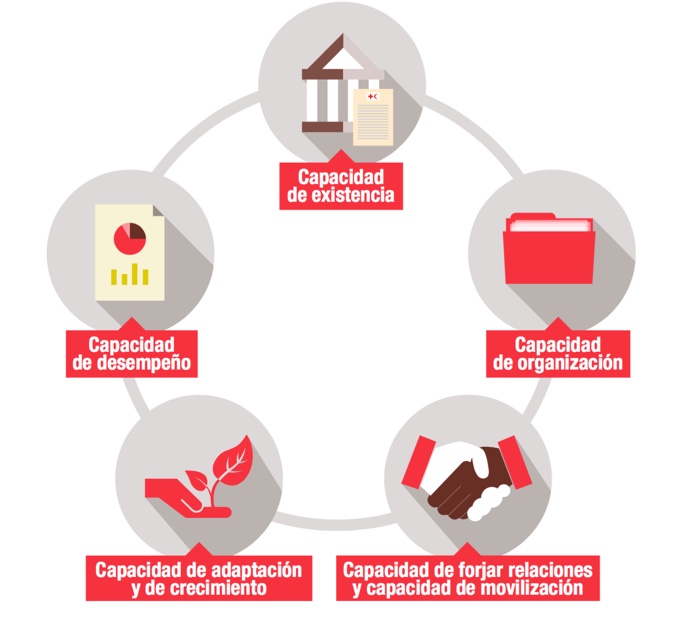 Capacidad
de existencia
Capacidad
de organización
Capacidad de forjar relaciones
y capacidad de movilización
Capacidad de adaptación
y de crecimiento
Capacidad
de desempeño